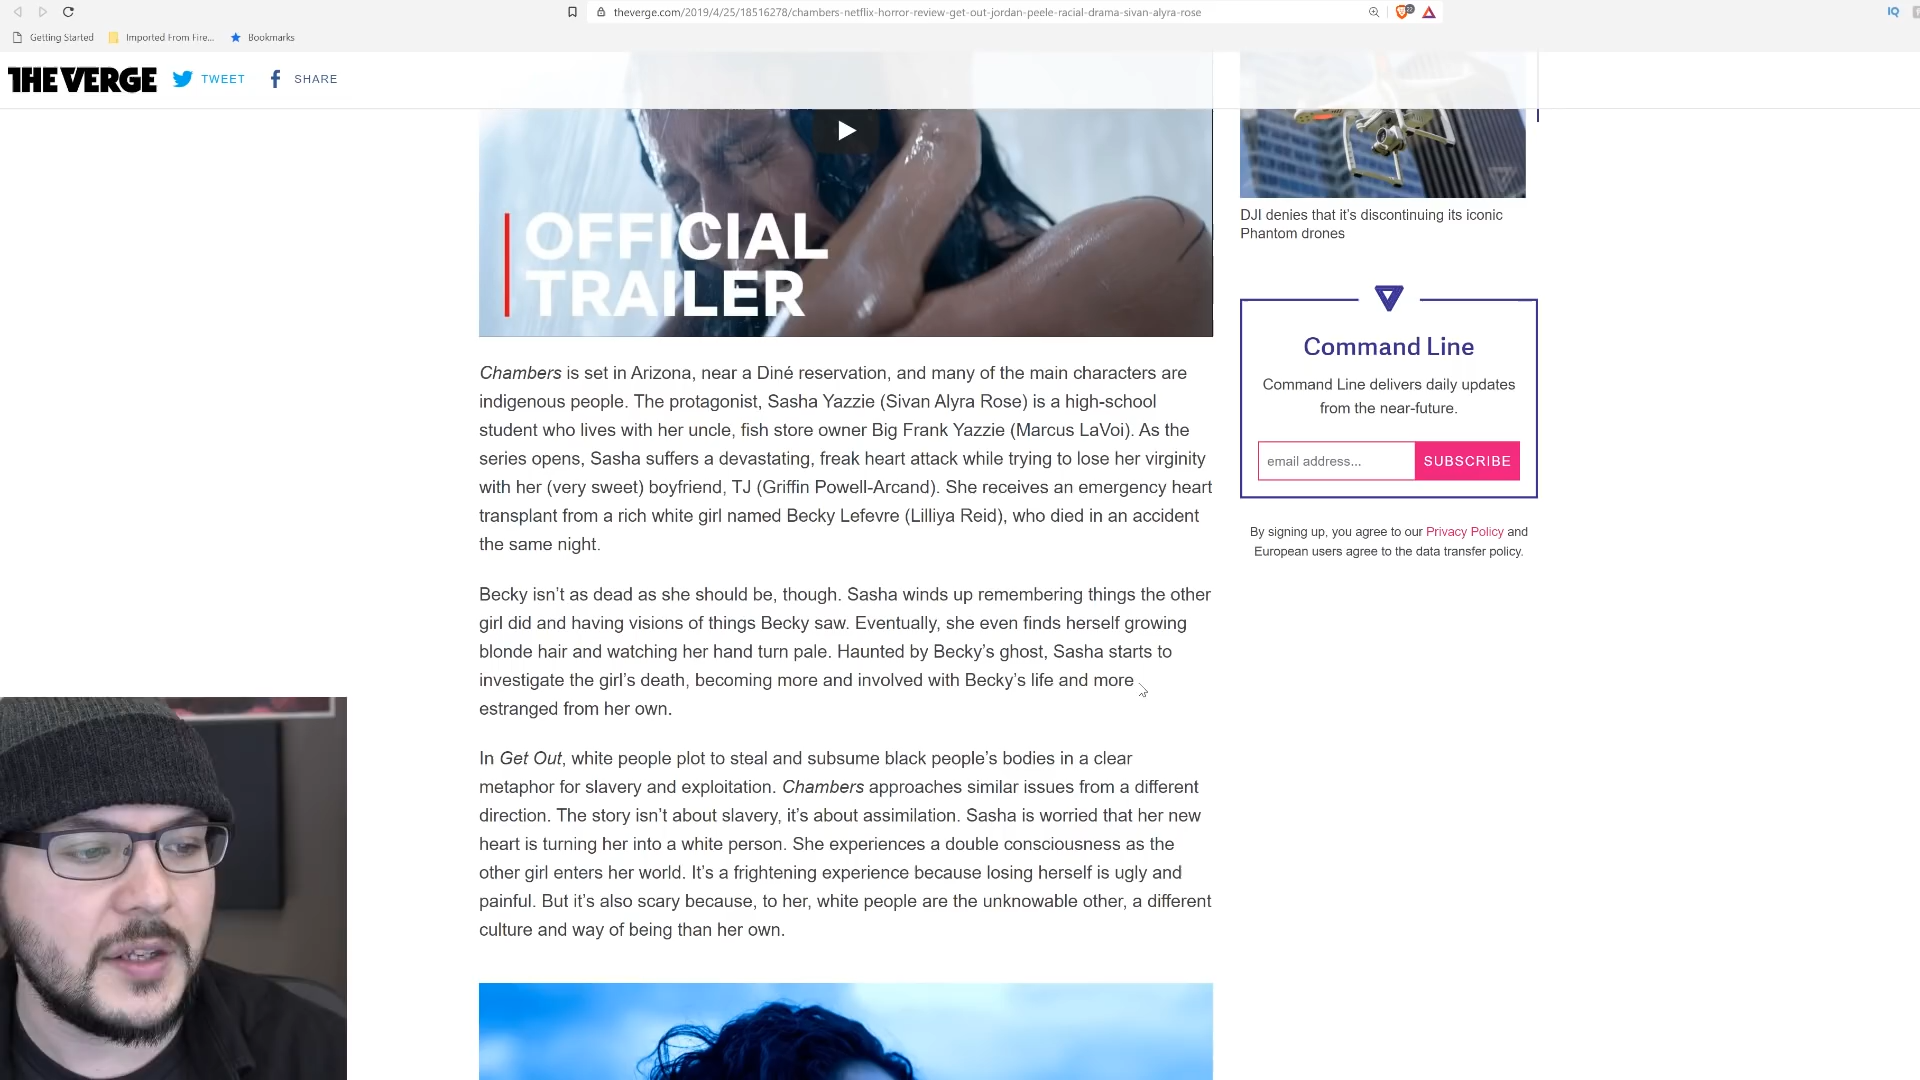 theverge.com/2019/4/25/18516278/chambers-netflix-horror-review-get-out-jordan-peele-racial-drama-sivan-alyra-rose
IQ
Getting Started
Imported From Fire...
Bookmarks
THE VERGE
TWEET
SHARE
OFFICIAL
TRAILER
Chambers is set in Arizona, near a Diné reservation, and many of the main characters are
indigenous people. The protagonist, Sasha Yazzie (Sivan Alyra Rose) is a high-school
student who lives with her uncle, fish store owner Big Frank Yazzie (Marcus LaVoi). As the
series opens, Sasha suffers a devastating, freak heart attack while trying to lose her virginity
with her (very sweet) boyfriend, TJ (Griffin Powell-Arcand). She receives an emergency heart
transplant from a rich white girl named Becky Lefevre (Lilliya Reid), who died in an accident
the same night.
Becky isn't as dead as she should be, though. Sasha winds up remembering things the other
girl did and having visions of things Becky saw. Eventually, she even finds herself growing
blonde hair and watching her hand turn pale. Haunted by Becky's ghost, Sasha starts to
investigate the girl's death, becoming more and involved with Becky's life and more
estranged from her own.
In Get Out, white people plot to steal and subsume black people's bodies in a clear
metaphor for slavery and exploitation. Chambers approaches similar issues from a different
direction. The story isn't about slavery, it's about assimilation. Sasha is worried that her new
heart is turning her into a white person. She experiences a double consciousness as the
other girl enters her world. It's a frightening experience because losing herself is ugly and
painful. But it's also scary because, to her, white people are the unknowable other, a different
culture and way of being than her own.
DJI denies that it's discontinuing its iconic
Phantom drones
Command Line
Command Line delivers daily updates
from the near-future.
email address...
SUBSCRIBE
By signing up, you agree to our Privacy Policy and
European users agree to the data transfer policy.